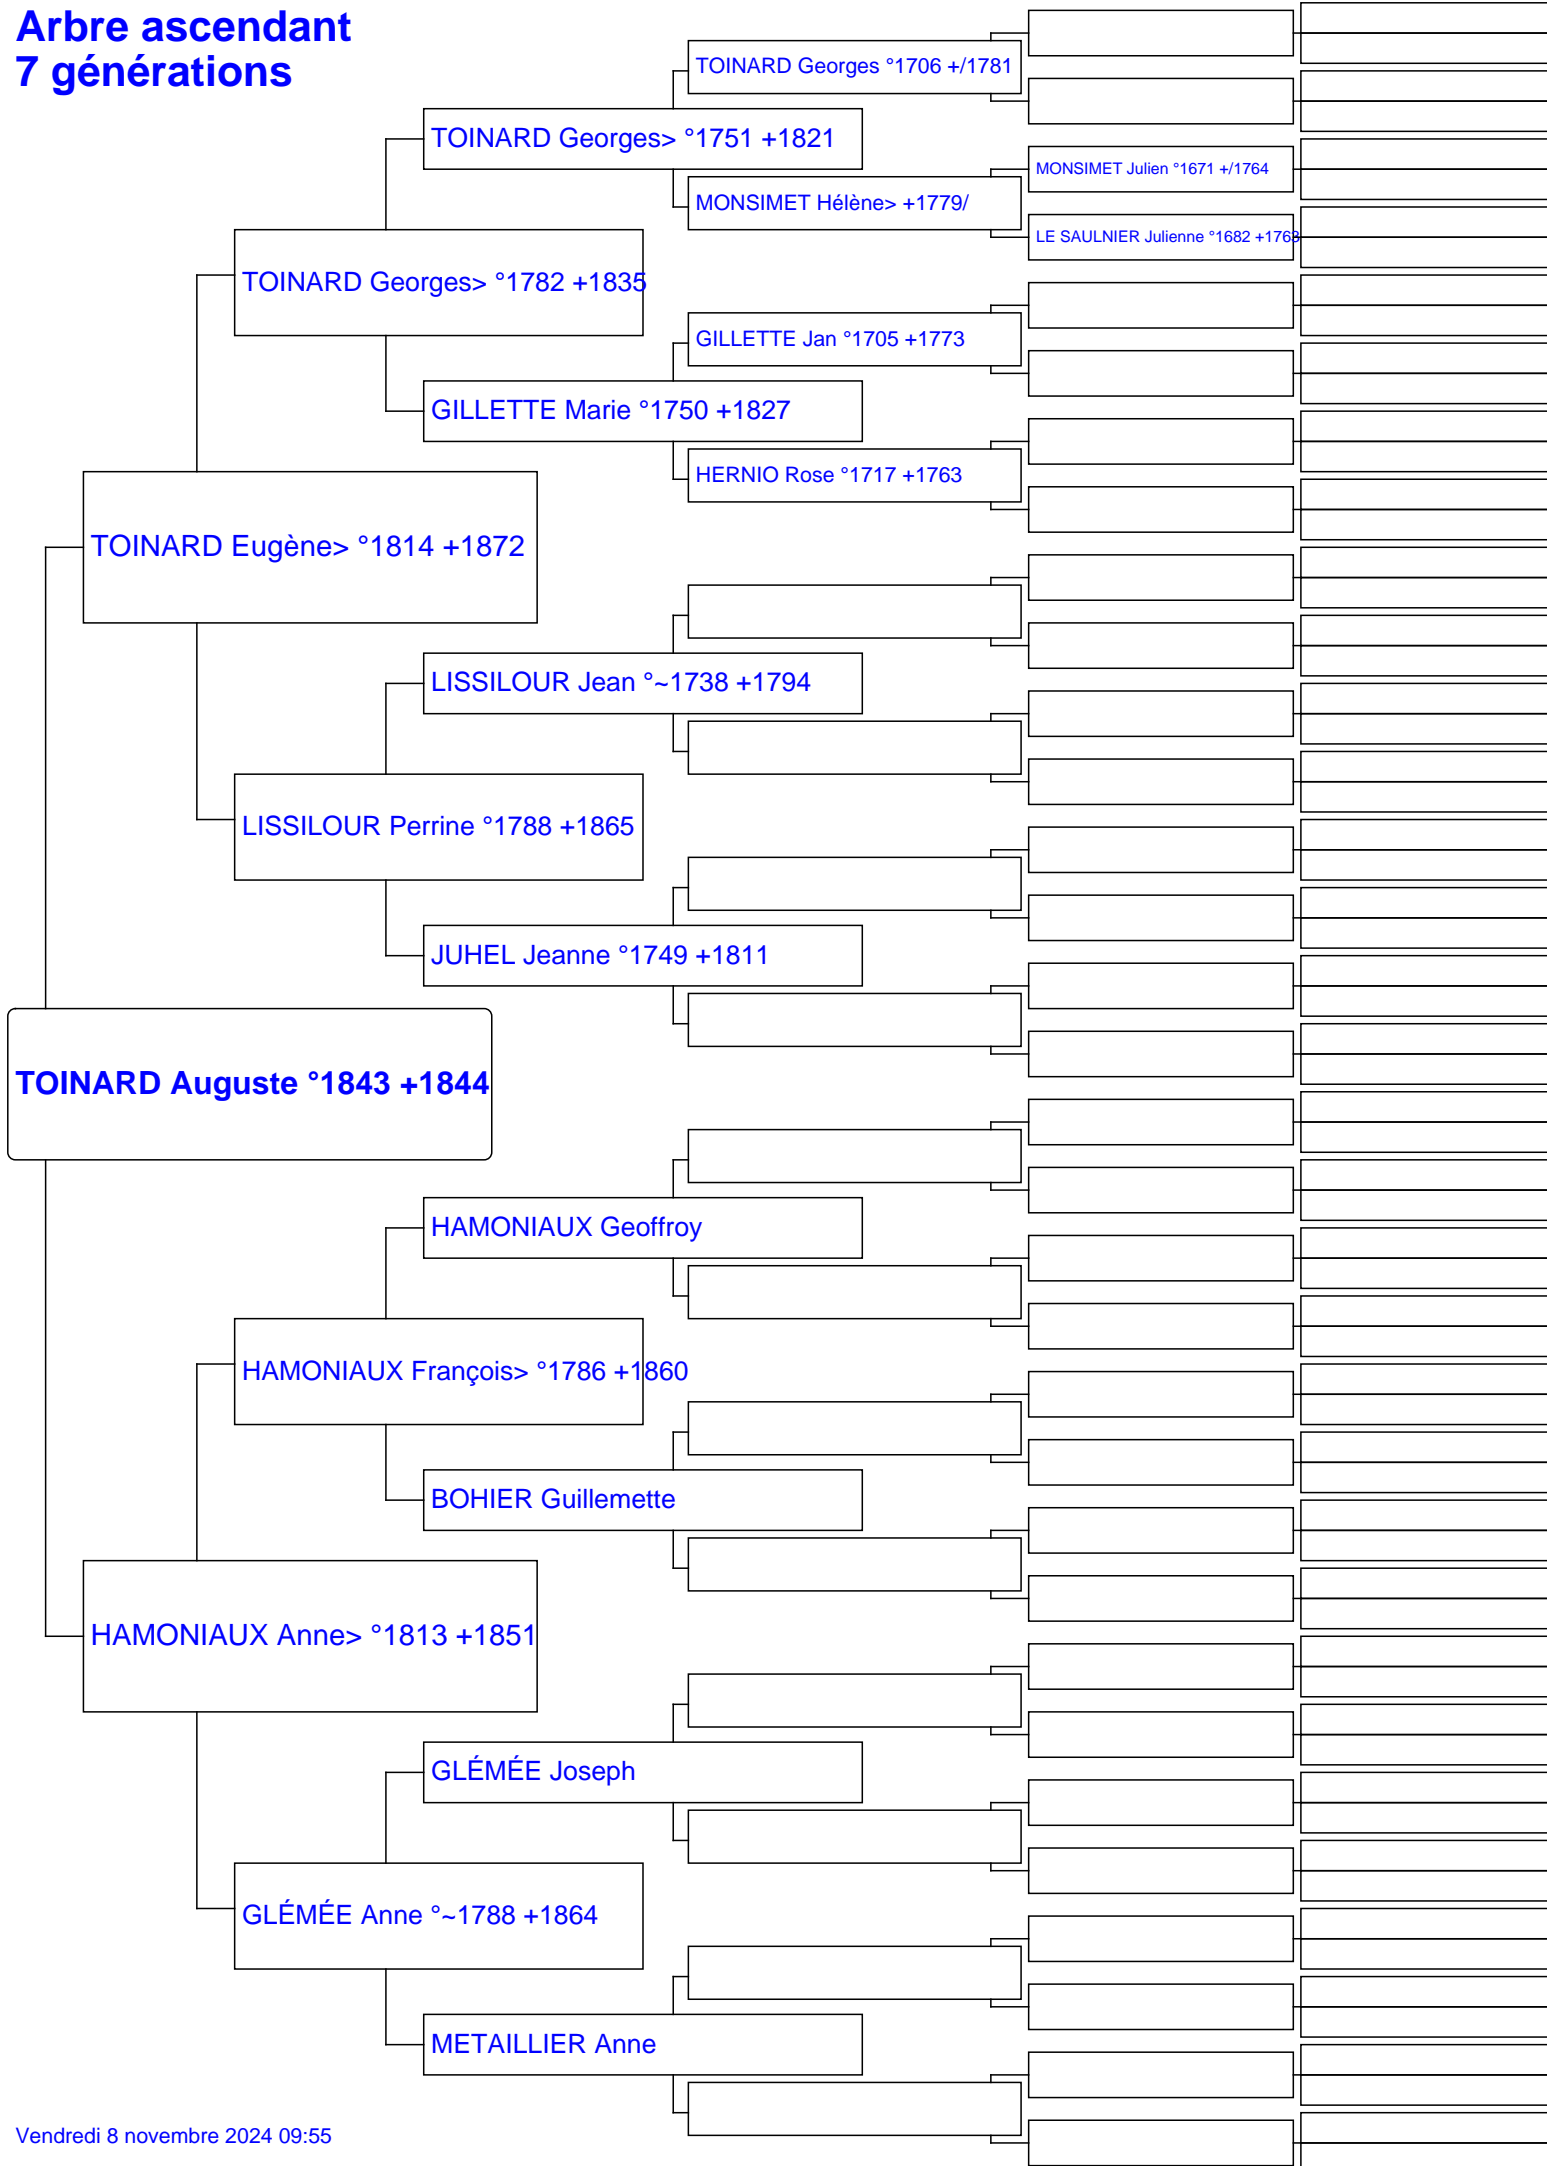 Arbre ascendant
7 générations
TOINARD Georges °1706 +/1781
TOINARD Georges> °1751 +1821
MONSIMET Julien °1671 +/1764
MONSIMET Hélène> +1779/
LE SAULNIER Julienne °1682 +1763
TOINARD Georges> °1782 +1835
GILLETTE Jan °1705 +1773
GILLETTE Marie °1750 +1827
HERNIO Rose °1717 +1763
TOINARD Eugène> °1814 +1872
LISSILOUR Jean °~1738 +1794
LISSILOUR Perrine °1788 +1865
JUHEL Jeanne °1749 +1811
TOINARD Auguste °1843 +1844
HAMONIAUX Geoffroy
HAMONIAUX François> °1786 +1860
BOHIER Guillemette
HAMONIAUX Anne> °1813 +1851
GLÉMÉE Joseph
GLÉMÉE Anne °~1788 +1864
METAILLIER Anne
Vendredi 8 novembre 2024 09:55